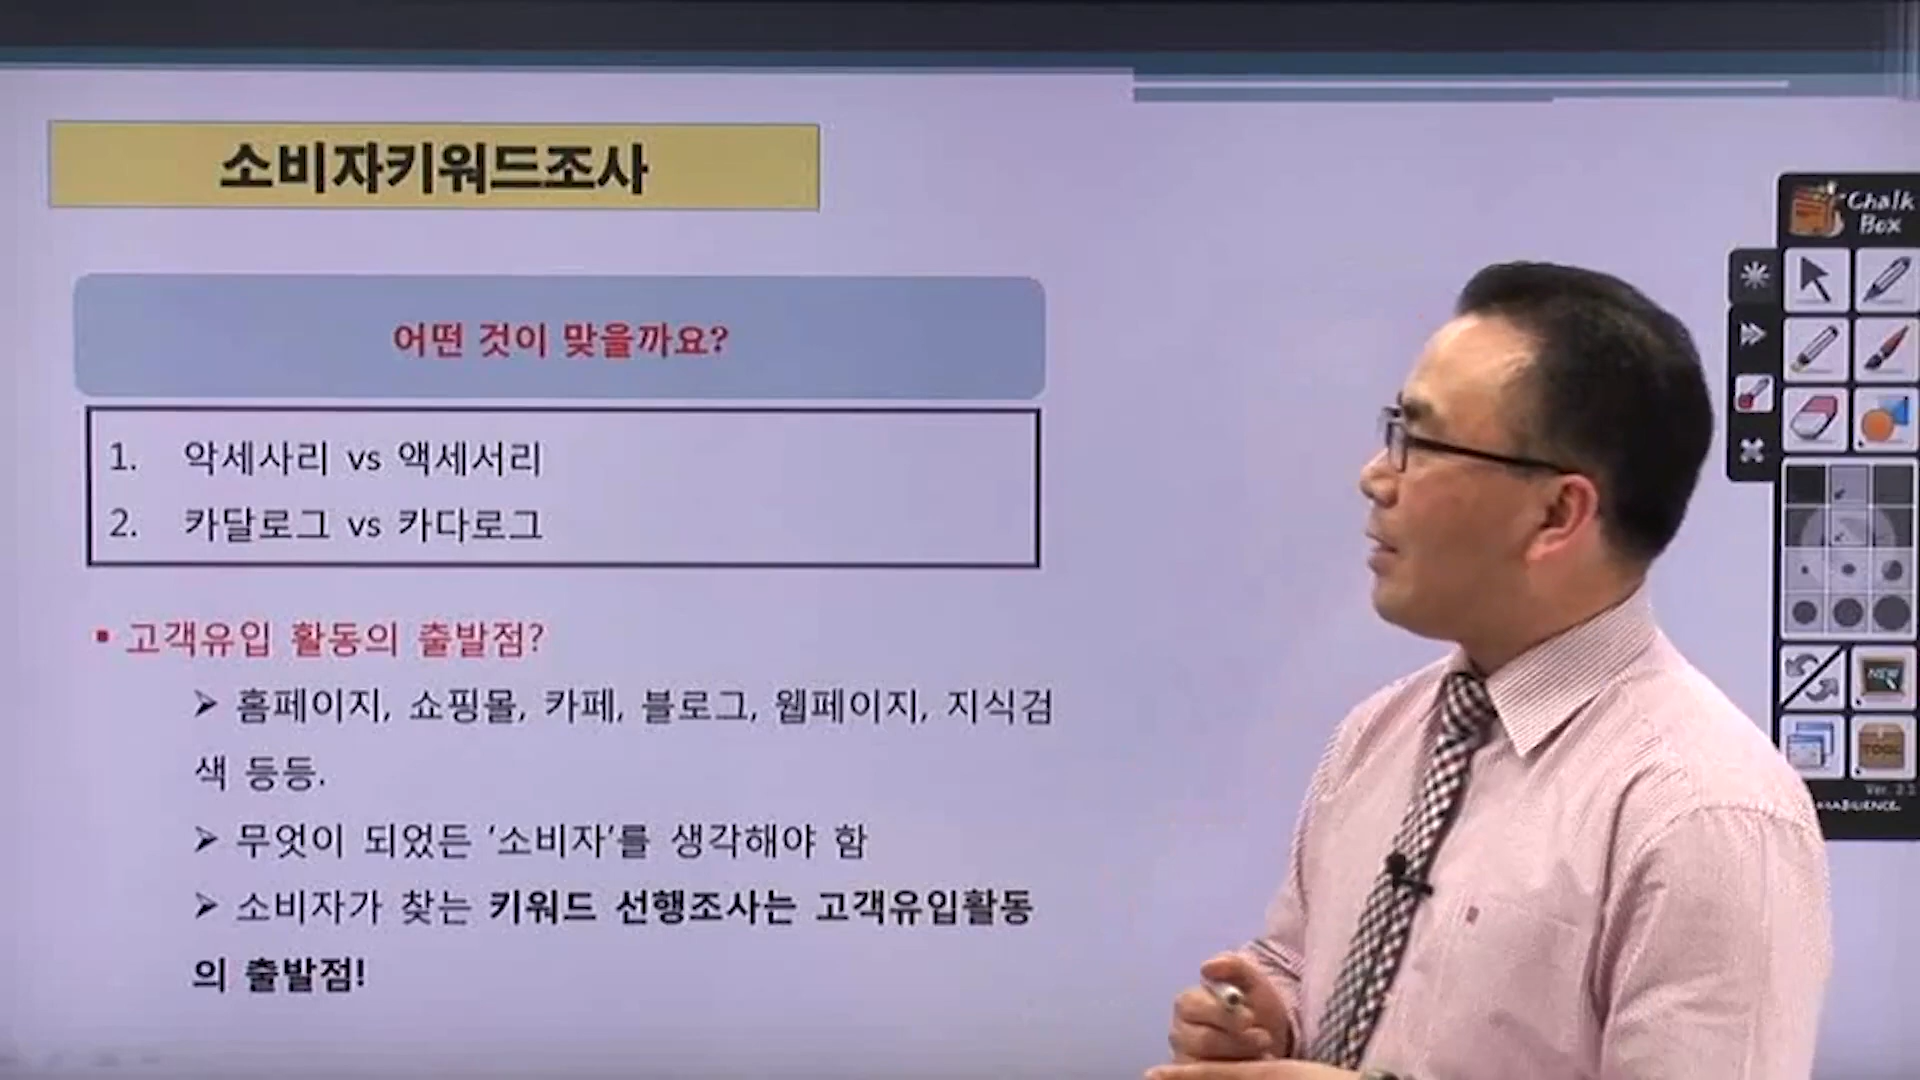 소비자키워드조사
어떤 것이 맞을까요?
1. 악세사리 vs 액세서리
2. 카달로그 vs 카다로그
▪ 고객유입 활동의 출발점?
➢ 홈페이지, 쇼핑몰, 카페, 블로그, 웹페이지, 지식검
색 등등.
➢ 무엇이 되었든 '소비자'를 생각해야 함
➢ 소비자가 찾는 키워드 선행조사는 고객유입활동
의 출발점!
Chalk
Box
NEW
TOOL
Ver. 2.1